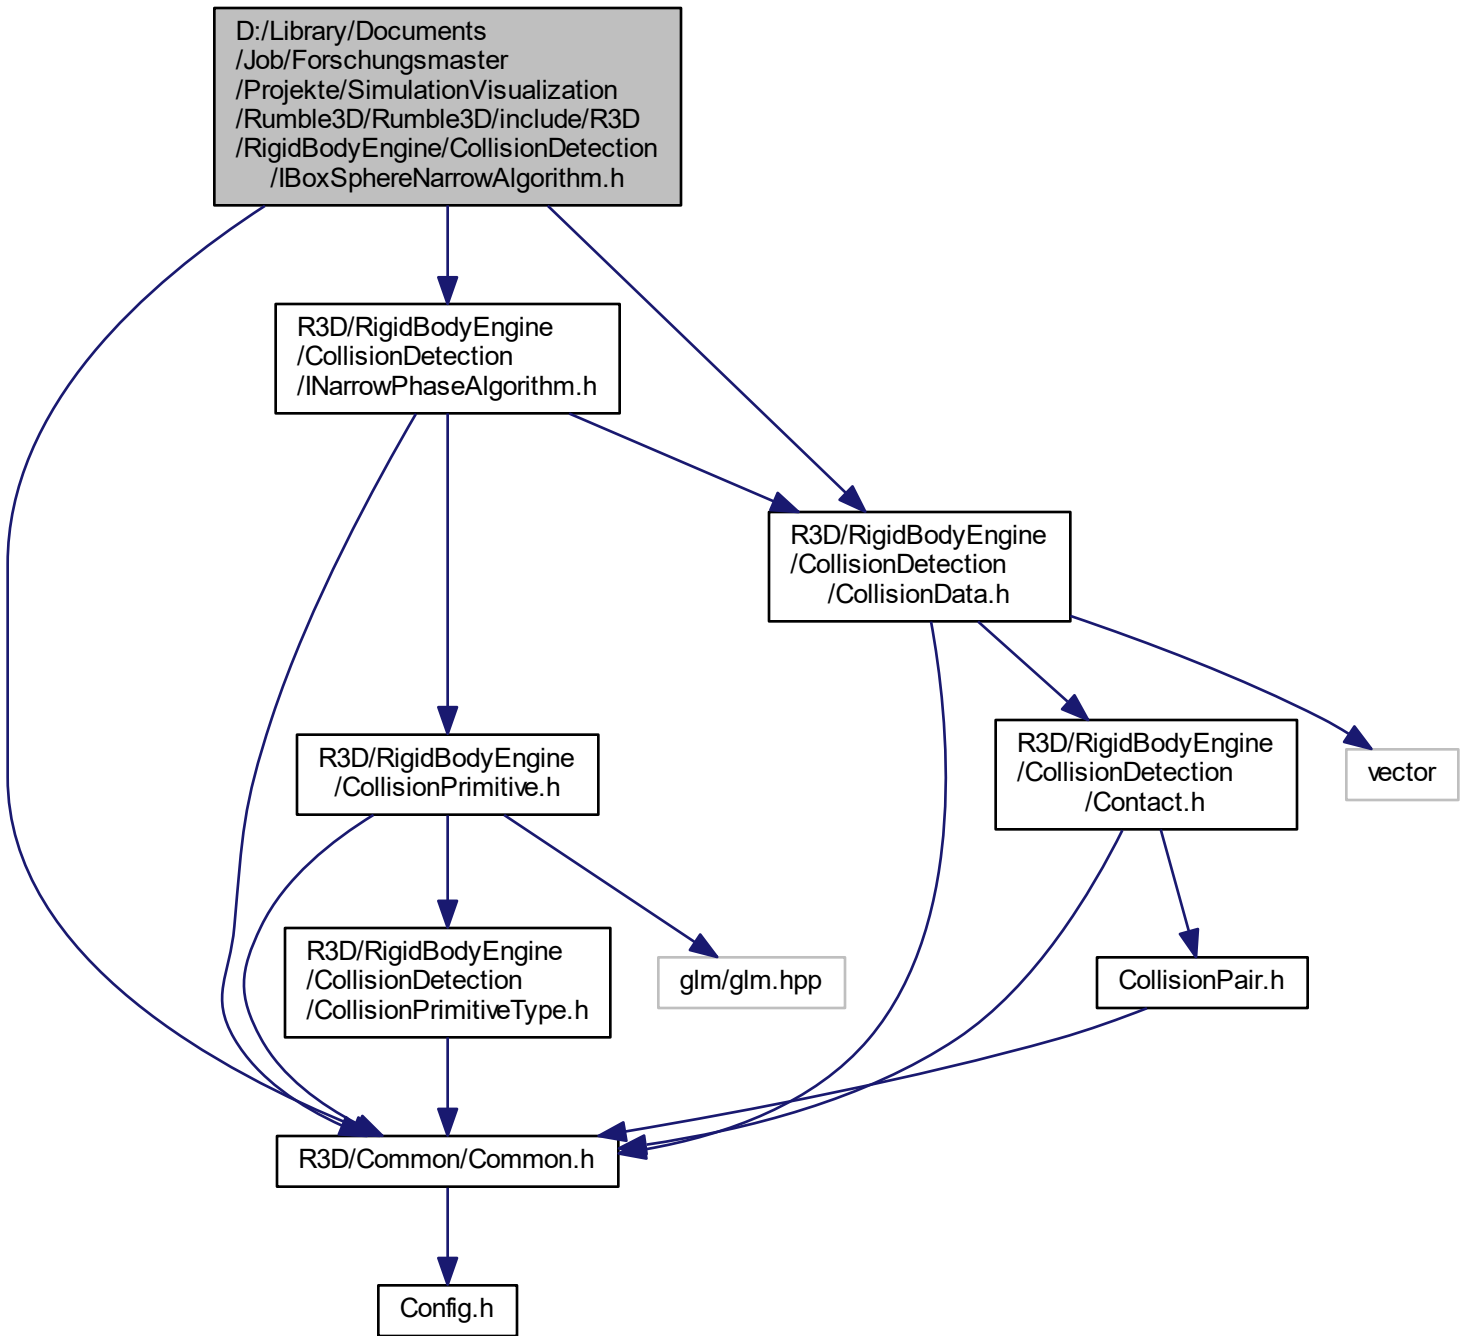 D:/Library/Documents
/Job/Forschungsmaster
/Projekte/SimulationVisualization
/Rumble3D/Rumble3D/include/R3D
/RigidBodyEngine/CollisionDetection
/IBoxSphereNarrowAlgorithm.h
R3D/RigidBodyEngine
/CollisionDetection
/INarrowPhaseAlgorithm.h
R3D/RigidBodyEngine
/CollisionDetection
/CollisionData.h
R3D/RigidBodyEngine
/CollisionPrimitive.h
R3D/RigidBodyEngine
/CollisionDetection
/Contact.h
vector
R3D/RigidBodyEngine
/CollisionDetection
/CollisionPrimitiveType.h
glm/glm.hpp
CollisionPair.h
R3D/Common/Common.h
Config.h